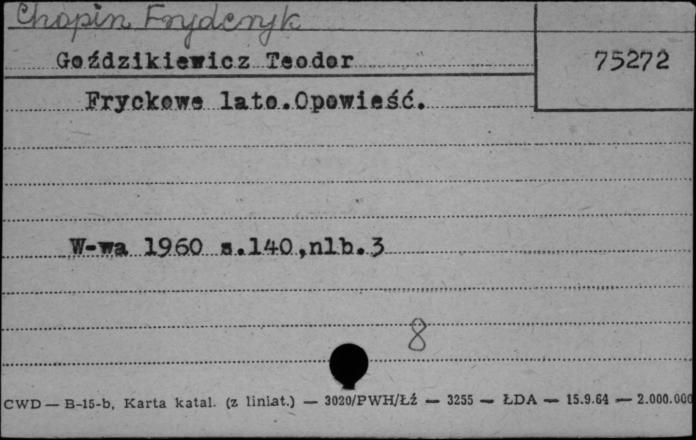 Chopin Fryderyk
Goździkiewicz Teodor
75272
Fryckowe lato.Opowieść.
W-wa 1960 s.140,nlb.3
8
CWD — B-15-b, Karta katal. (z liniat.) — 3020/PWH/Łź — 3255 — ŁDA — 15.9.64 — 2.000.000